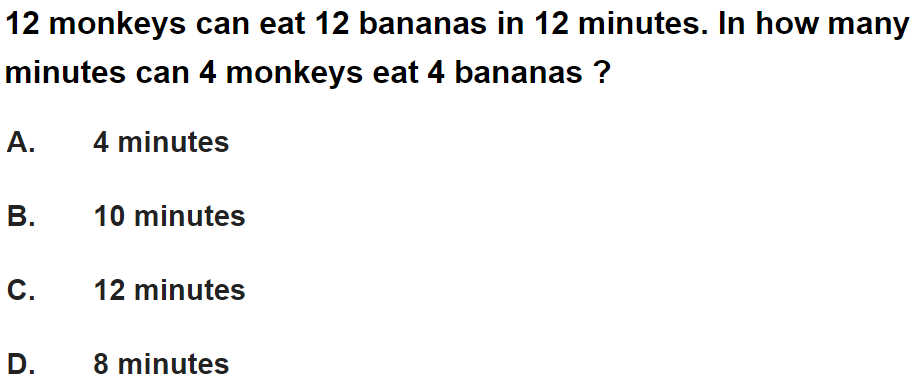 12 monkeys can eat 12 bananas in 12 minutes. In how many
minutes can 4 monkeys eat 4 bananas ?
A. 4 minutes
B. 10 minutes
C. 12 minutes
D. 8 minutes